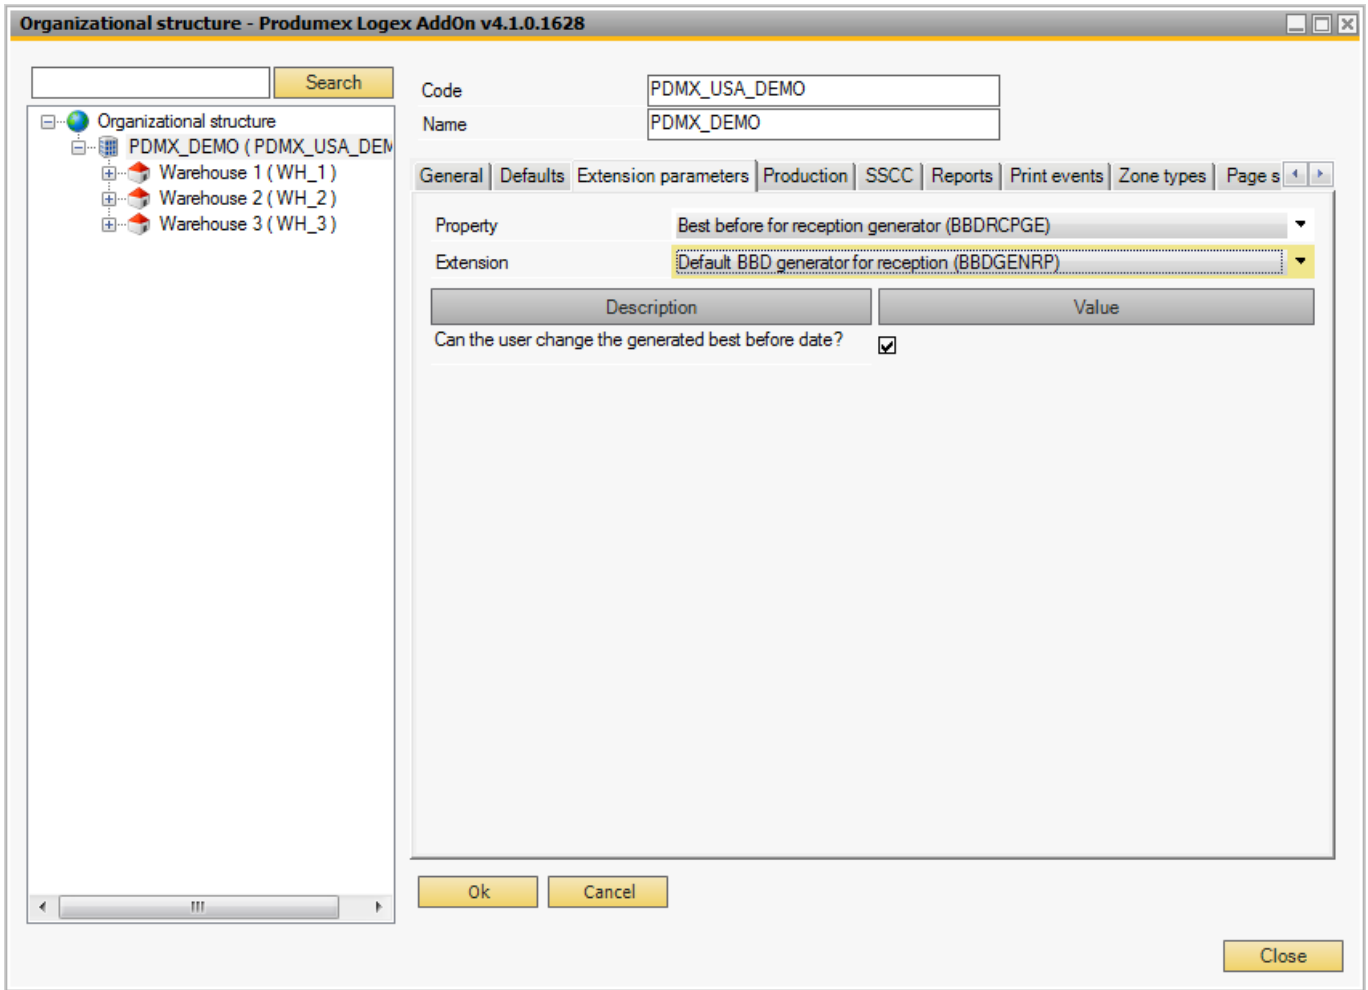 Organizational structure - Produmex Logex AddOn v4.1.0.1628
Search
Organizational structure
PDMX_DEMO ( PDMX_USA_DEM
Warehouse 1 ( WH_1 )
Warehouse 2 ( WH_2 )
Warehouse 3 ( WH_3 )
Code PDMX_USA_DEMO
Name PDMX_DEMO
General Defaults Extension parameters Production SSCC Reports Print events Zone types Page s
Property Best before for reception generator (BBDRCPGE)
Extension Default BBD generator for reception (BBDGENRP)
Description Value
Can the user change the generated best before date?
Ok Cancel
Close